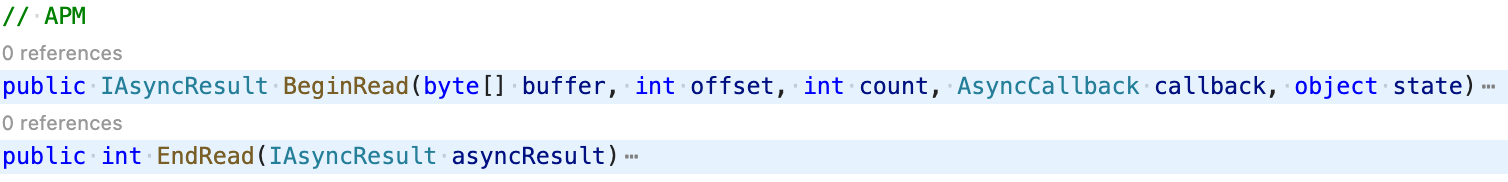 // APM
0 references
public IAsyncResult BeginRead(byte[] buffer, int offset, int count, AsyncCallback callback, object state)⋯
0 references
public int EndRead(IAsyncResult asyncResult)⋯